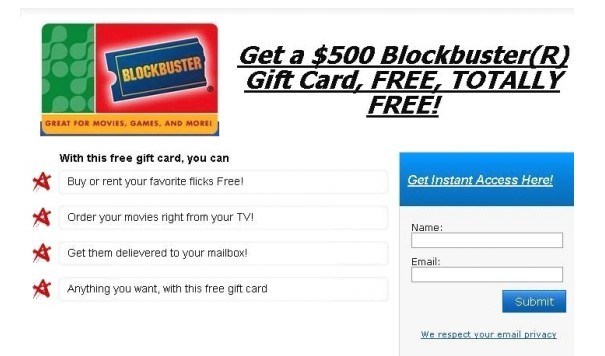 BLOCKBUSTER®
GREAT FOR MOVIES, GAMES, AND MORE!
Get a $500 Blockbuster(R)
Gift Card, FREE, TOTALLY
FREE!
With this free gift card, you can
Buy or rent your favorite flicks Free!
Order your movies right from your TV!
Get them delievered to your mailbox!
Anything you want, with this free gift card
Get Instant Access Here!
Name:
Email:
Submit
We respect your email privacy